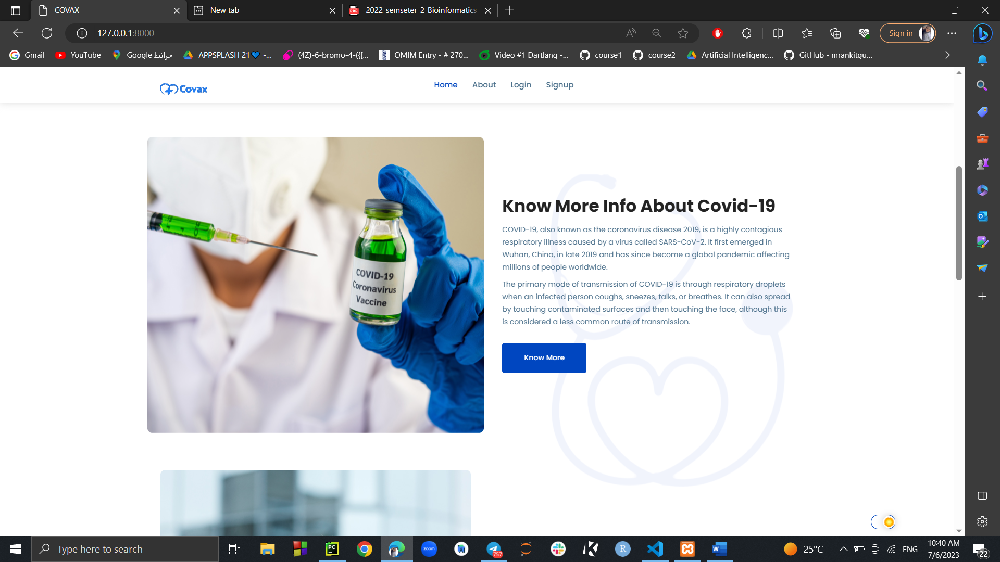 COVAX
New tab
2022_semseter_2_Bioinformatics_
127.0.0.1:8000
Sign in
Gmail
YouTube
Google خرائط
APPSPLASH 21💙 -...
(4Z)-6-bromo-4-({[...
OMIM Entry - # 270...
Video #1 Dartlang -...
course1
course2
Artificial Intelligenc...
GitHub - mrankitgu...
Covax
Home
About
Login
Signup
COVID-19
Coronavirus
Vaccine
Know More Info About Covid-19
COVID-19, also known as the coronavirus disease 2019, is a highly contagious
respiratory illness caused by a virus called SARS-CoV-2. It first emerged in
Wuhan, China, in late 2019 and has since become a global pandemic affecting
millions of people worldwide.
The primary mode of transmission of COVID-19 is through respiratory droplets
when an infected person coughs, sneezes, talks, or breathes. It can also spread
by touching contaminated surfaces and then touching the face, although this
is considered a less common route of transmission.
Know More
Type here to search
PC
zoom
757
R
W
25°C
ENG
10:40 AM
7/6/2023
22